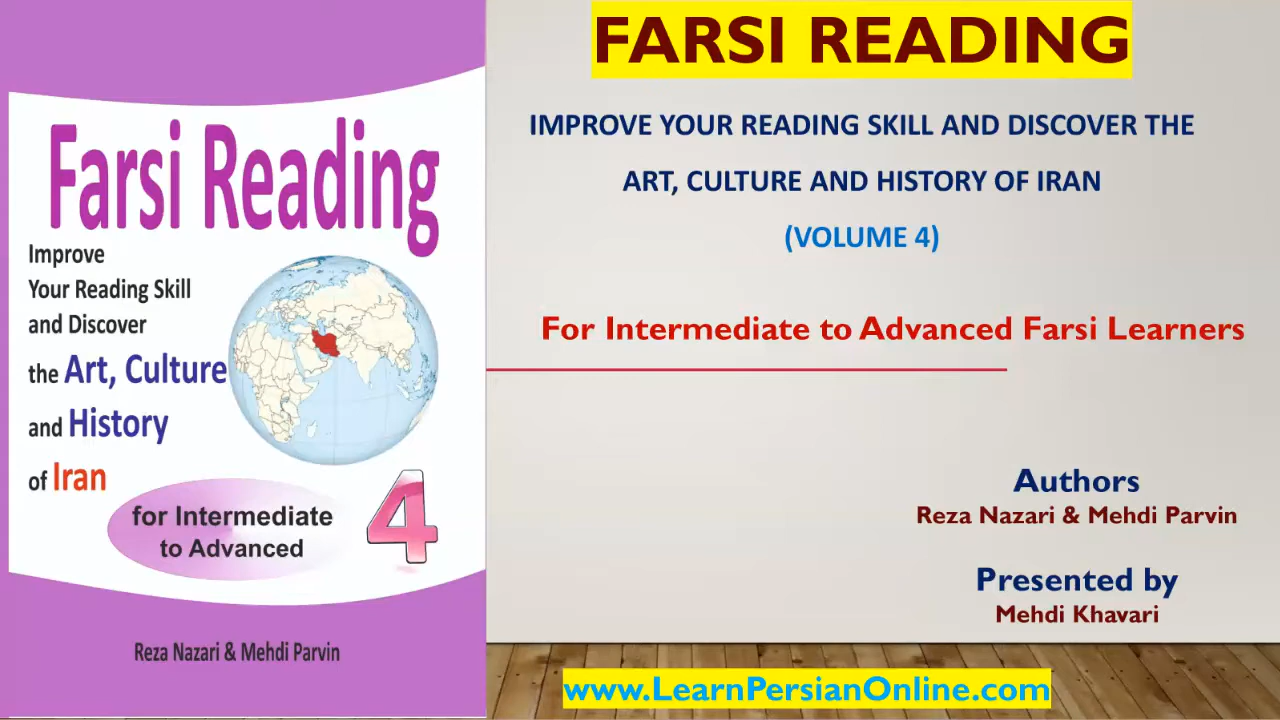 Farsi Reading
Improve
Your Reading Skill
and Discover
the Art, Culture
and History
of Iran
for Intermediate
to Advanced
4
Reza Nazari & Mehdi Parvin
FARSI READING
IMPROVE YOUR READING SKILL AND DISCOVER THE
ART, CULTURE AND HISTORY OF IRAN
(VOLUME 4)
For Intermediate to Advanced Farsi Learners
Authors
Reza Nazari & Mehdi Parvin
Presented by
Mehdi Khavari
www.LearnPersianOnline.com